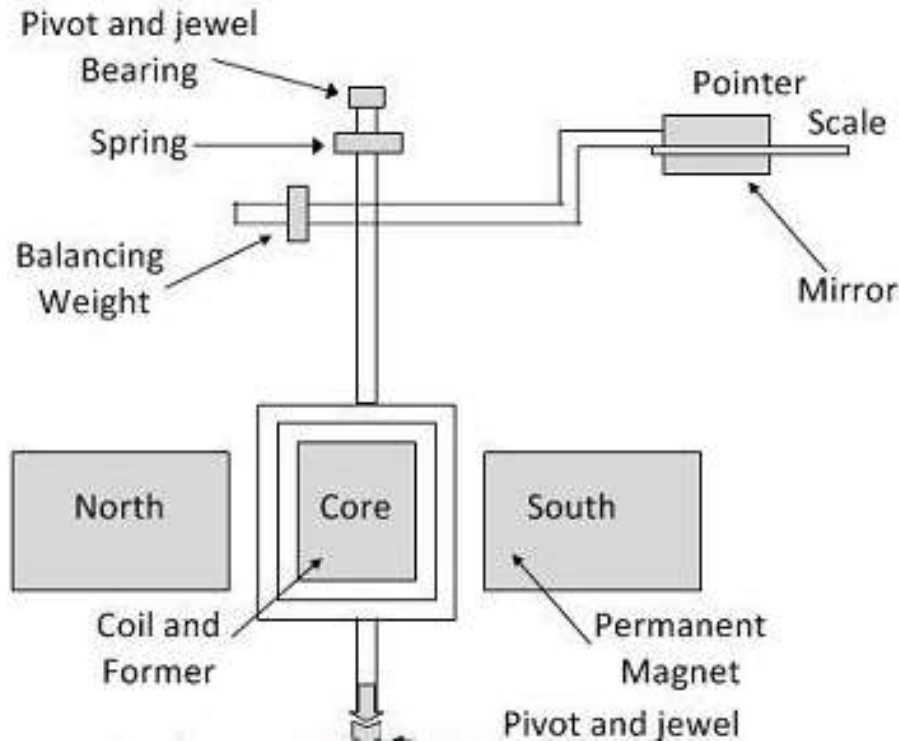 Pivot and jewel
Bearing
Pointer
Scale
Spring
Balancing
Weight
Mirror
North
Core
South
Coil and
Former
Permanent
Magnet
Pivot and jewel